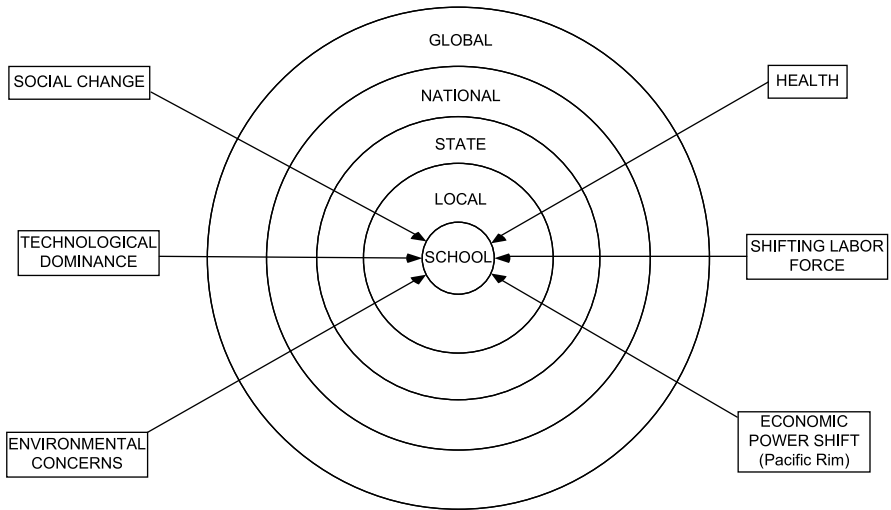 GLOBAL
SOCIAL CHANGE
HEALTH
NATIONAL
STATE
LOCAL
TECHNOLOGICAL
DOMINANCE
SCHOOL
SHIFTING LABOR
FORCE
ENVIRONMENTAL
CONCERNS
ECONOMIC
POWER SHIFT
(Pacific Rim)